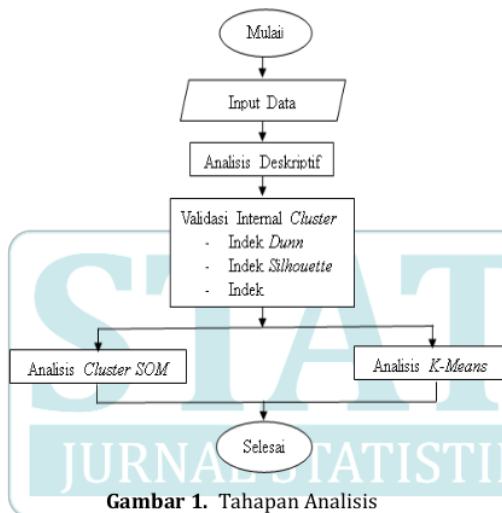 Mulai
Input Data
Analisis Deskriptif
Validasi Internal Cluster
- Indek Dunn
- Indek Silhouette
- Indek
STAT
Analisis Cluster SOM
Analisis K-Means
Selesai
JURNAL STATISTI
Gambar 1. Tahapan Analisis